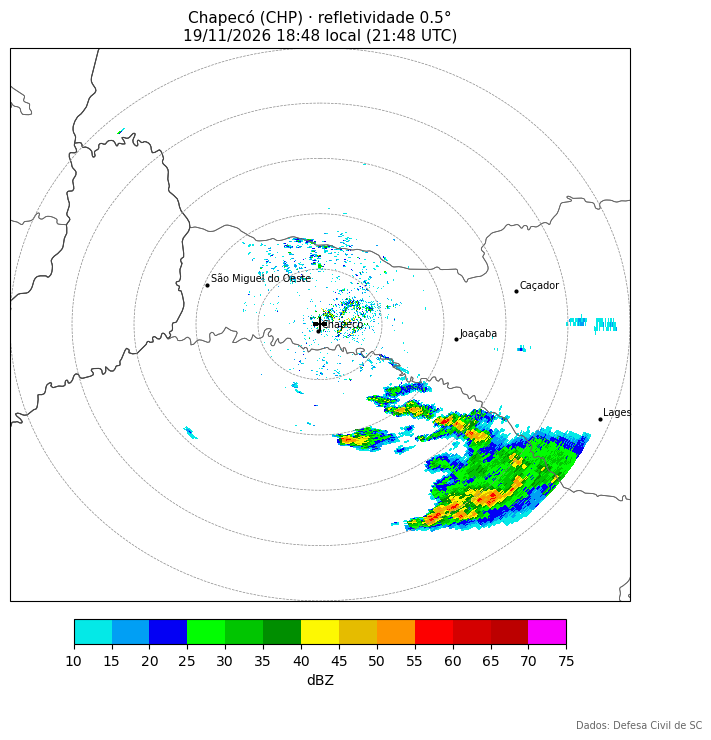 Chapecó (CHP) · refletividade 0.5°
19/11/2026 18:48 local (21:48 UTC)
São Miguel do Oeste
Caçador
Chapecó
Joaçaba
Lages
10 15 20 25 30 35 40 45 50 55 60 65 70 75
dBZ
Dados: Defesa Civil de SC